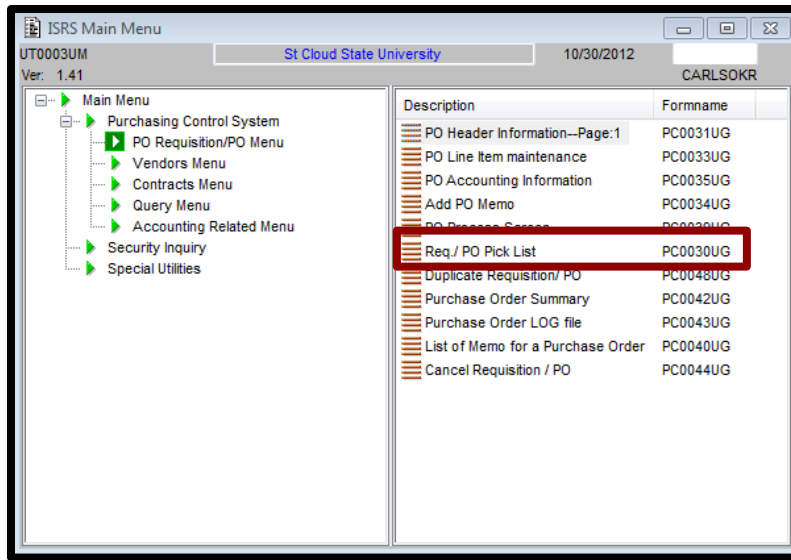 ISRS Main Menu
UT0003UM St Cloud State University 10/30/2012
Ver: 1.41 CARLSOKR
Main Menu
Purchasing Control System
PO Requisition/PO Menu
Vendors Menu
Contracts Menu
Query Menu
Accounting Related Menu
Security Inquiry
Special Utilities
Description Formname
PO Header Information--Page:1 PC0031UG
PO Line Item maintenance PC0033UG
PO Accounting Information PC0035UG
Add PO Memo PC0034UG
PO Process Screen PC0039UG
Req./ PO Pick List PC0030UG
Duplicate Requisition/ PO PC0048UG
Purchase Order Summary PC0042UG
Purchase Order LOG file PC0043UG
List of Memo for a Purchase Order PC0040UG
Cancel Requisition / PO PC0044UG